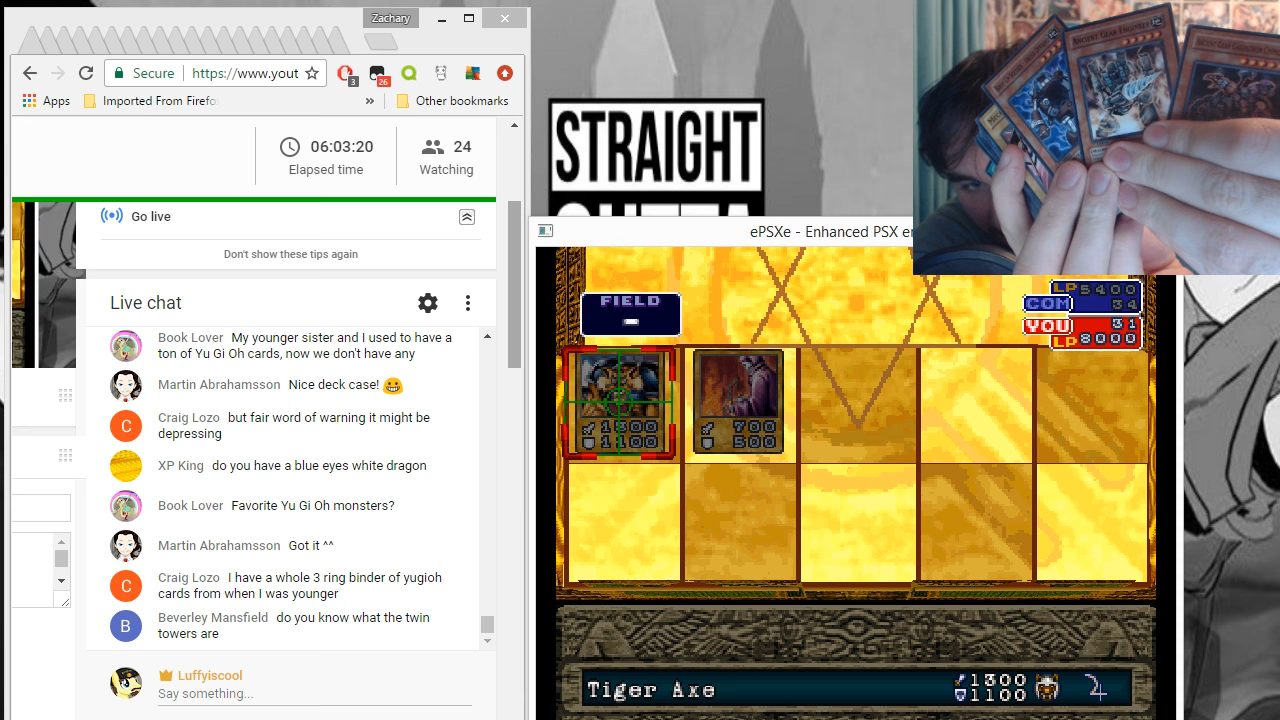 Zachary
Secure
https://www.yout
3
26
Apps
Imported From Firefo
»
Other bookmarks
06:03:20
Elapsed time
24
Watching
Go live
Don't show these tips again
Live chat
Book Lover My younger sister and I used to have a
ton of Yu Gi Oh cards, now we don't have any
Martin Abrahamsson Nice deck case! 😀
Craig Lozo but fair word of warning it might be
depressing
XP King do you have a blue eyes white dragon
Book Lover Favorite Yu Gi Oh monsters?
Martin Abrahamsson Got it ^^
C
Craig Lozo I have a whole 3 ring binder of yugioh
cards from when I was younger
B
Beverley Mansfield do you know what the twin
towers are
Luffyiscool
Say something...
STRAIGHT
ePSXe - Enhanced PSX em
FIELD
LP 5400
COM 34
YOU 31
LP 8000
1300
1100
700
500
Tiger Axe
1300
1100